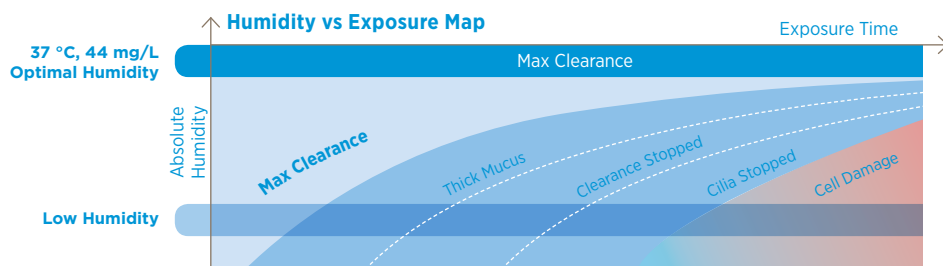 Humidity vs Exposure Map
Exposure Time
37 °C, 44 mg/L
Optimal Humidity
Max Clearance
Absolute
Humidity
Max Clearance
Thick Mucus
Clearance Stopped
Cilia Stopped
Cell Damage
Low Humidity